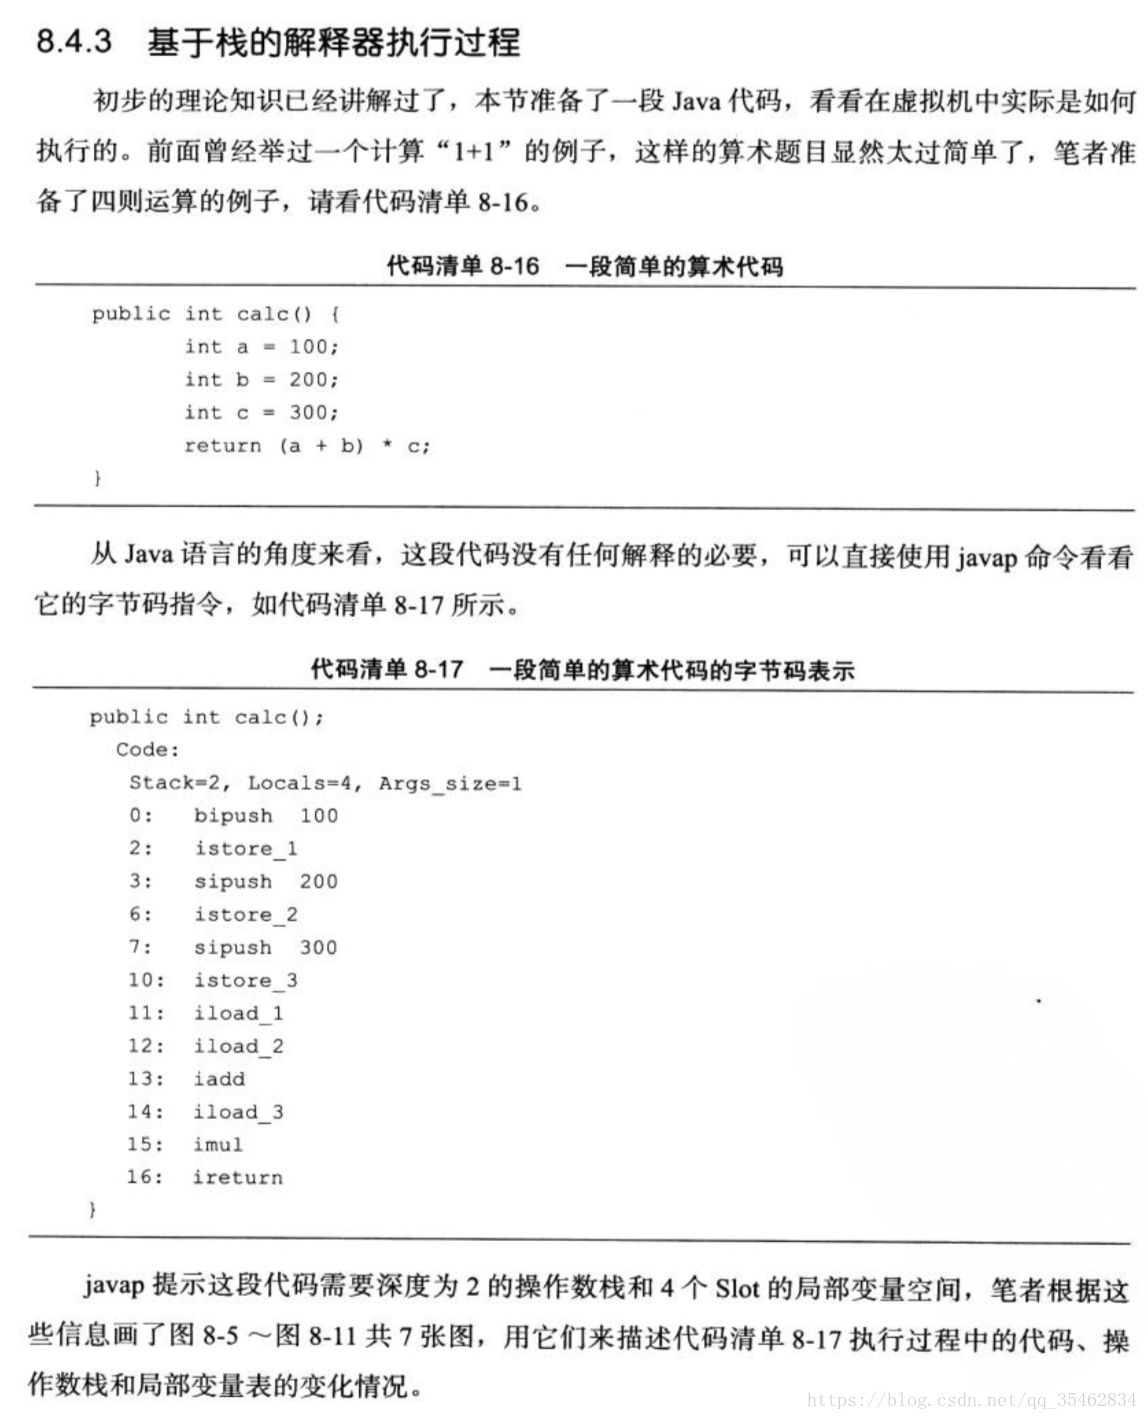 8.4.3 基于栈的解释器执行过程
初步的理论知识已经讲解过了，本节准备了一段 Java 代码，看看在虚拟机中实际是如何
执行的。前面曾经举过一个计算“1+1”的例子，这样的算术题目显然太过简单了，笔者准
备了四则运算的例子，请看代码清单 8-16。
代码清单 8-16 一段简单的算术代码
public int calc() {
int a = 100;
int b = 200;
int c = 300;
return (a + b) * c;
}
从 Java 语言的角度来看，这段代码没有任何解释的必要，可以直接使用 javap 命令看看
它的字节码指令，如代码清单 8-17 所示。
代码清单 8-17 一段简单的算术代码的字节码表示
public int calc();
Code:
Stack=2, Locals=4, Args_size=1
0: bipush 100
2: istore_1
3: sipush 200
6: istore_2
7: sipush 300
10: istore_3
11: iload_1
12: iload_2
13: iadd
14: iload_3
15: imul
16: ireturn
}
javap 提示这段代码需要深度为 2 的操作数栈和 4 个 Slot 的局部变量空间，笔者根据这
些信息画了图 8-5 ～图 8-11 共 7 张图，用它们来描述代码清单 8-17 执行过程中的代码、操
作数栈和局部变量表的变化情况。
https://blog.csdn.net/qq_35462834